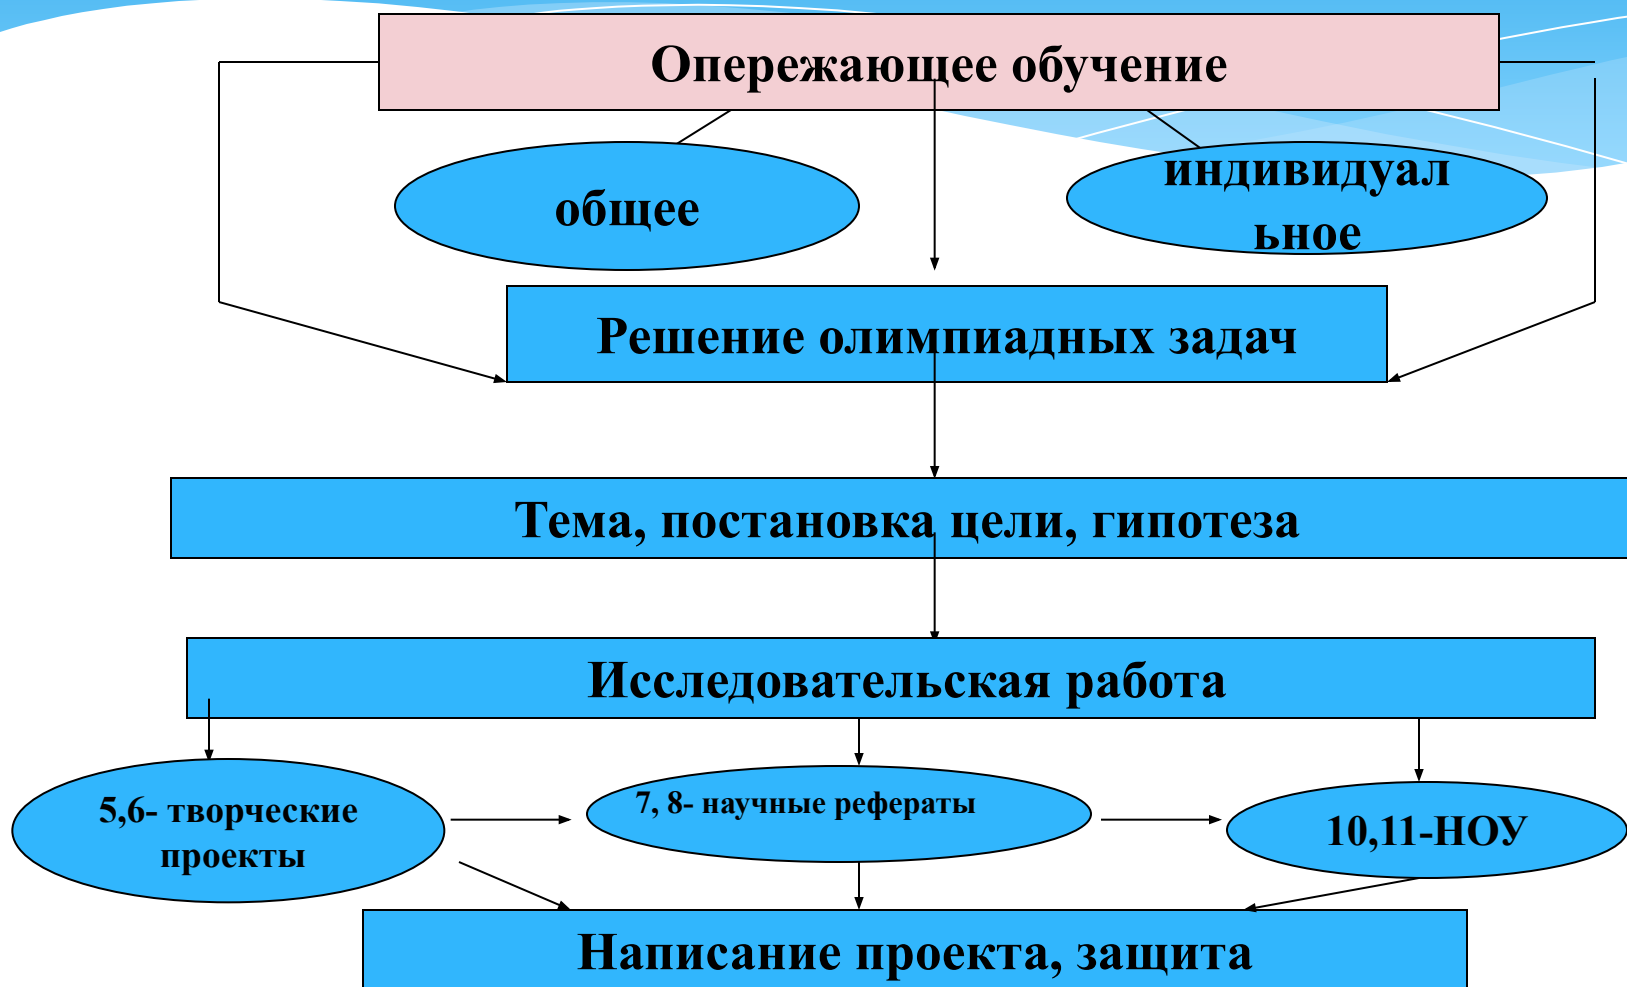 Опережающее обучение
общее
индивидуал
ьное
Решение олимпиадных задач
Тема, постановка цели, гипотеза
Исследовательская работа
5,6- творческие
проекты
7, 8- научные рефераты
10,11-НОУ
Написание проекта, защита